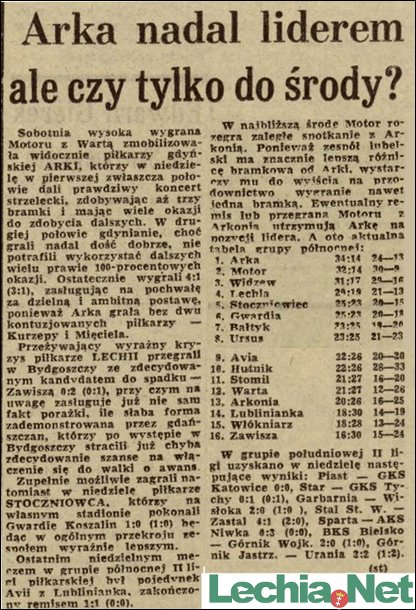 Arka nadal liderem
ale czy tylko do środy?
Sobotnia wysoka wygrana
Motoru z Wartą zmobilizowa-
ła widocznie piłkarzy gdyń-
skiej ARKI, którzy w niedzie
lę w pierwszej zwłaszcza poło
wie dali prawdziwy koncert
strzelecki, zdobywając aż trzy
bramki i mając wiele okazji
do zdobycia dalszych. W dru
giej połowie gdynianie, choć
grali nadal dość dobrze, nie
potrafili wykorzystać dalszych
wielu prawie 100-procentowych
okazji. Ostatecznie wygrali 4:1
(3:1), zasługując na pochwałę
za dzielną i ambitną postawę,
ponieważ Arka grała bez dwu
kontuzjowanych piłkarzy —
Kurzepy i Mięciela.
Przeżywający wyraźny kry-
zys piłkarze LECHII przegrali
w Bydgoszczy ze zdecydowa-
nym kandydatem do spadku —
Zawiszą 0:2 (0:1), przy czym na
uwagę zasługuje już nie sam
fakt porażki, ile słaba forma
zademonstrowana przez gdań-
szczan, którzy po występie w
Bydgoszczy stracili już chyba
zdecydowanie szanse na włą-
czenie się do walki o awans.
Zupełnie możliwie zagrali na-
tomiast w niedzielę piłkarze
STOCZNIOWCA, którzy na
własnym stadionie pokonali
Gwardię Koszalin 1:0 (1:0) bę-
dąc w ogólnym przekroju ze-
społem wyraźnie lepszym.
Ostatnim niedzielnym me-
czem w grupie północnej II li
gi piłkarskiej był pojedynek
Avii z Lublinianką, zakończo-
ny remisem 1:1 (0:0).
W najbliższą środę Motor ro-
zegra zaległe spotkanie z Ar-
konią. Ponieważ zespół lubel-
ski ma znacznie lepszą różni-
cę bramkową od Arki, wystar-
czy mu do wyjścia na przo-
downictwo wygranie nawet
jedną bramką. Ewentualny re-
mis lub przegrana Motoru z
Arkonią utrzymują Arkę na
pozycji lidera. A oto aktualna
tabela grupy północnej:
1. Arka 34:14 24—13
2. Motor 32:14 30—9
3. Widzew 31:17 29—16
4. Lechia 29:19 21—13
5. Stoczniowiec 25:23 20—15
6. Gwardia 25:23 20—18
7. Bałtyk 23:25 19—20
8. Ursus 23:25 21—23
9. Avia 22:26 20—20
10. Hutnik 22:26 28—33
11. Stomil 21:27 16—20
12. Warta 21:27 12—26
13. Arkonia 20:26 16—25
14. Lublinianka 18:30 14—19
15. Włókniarz 18:28 13—24
16. Zawisza 16:30 15—24
W grupie południowej II li
gi uzyskano w niedzielę nastę-
pujące wyniki: Piast — GKS
Katowice 0:0, Star — GKS Ty-
chy 0:1 (0:1), Garbarnia — Wi-
słoka 2:0 (1:0), Stal St. W. —
Zastal 4:1 (2:0), Sparta — AKS
Niwka 0:3 (0:0), BKS Bielsko
— Górnik Wojk. 2:0 (1:0), Gór-
nik Jastrz. — Urania 2:2 (1:2).
(st)
Lechia.Net